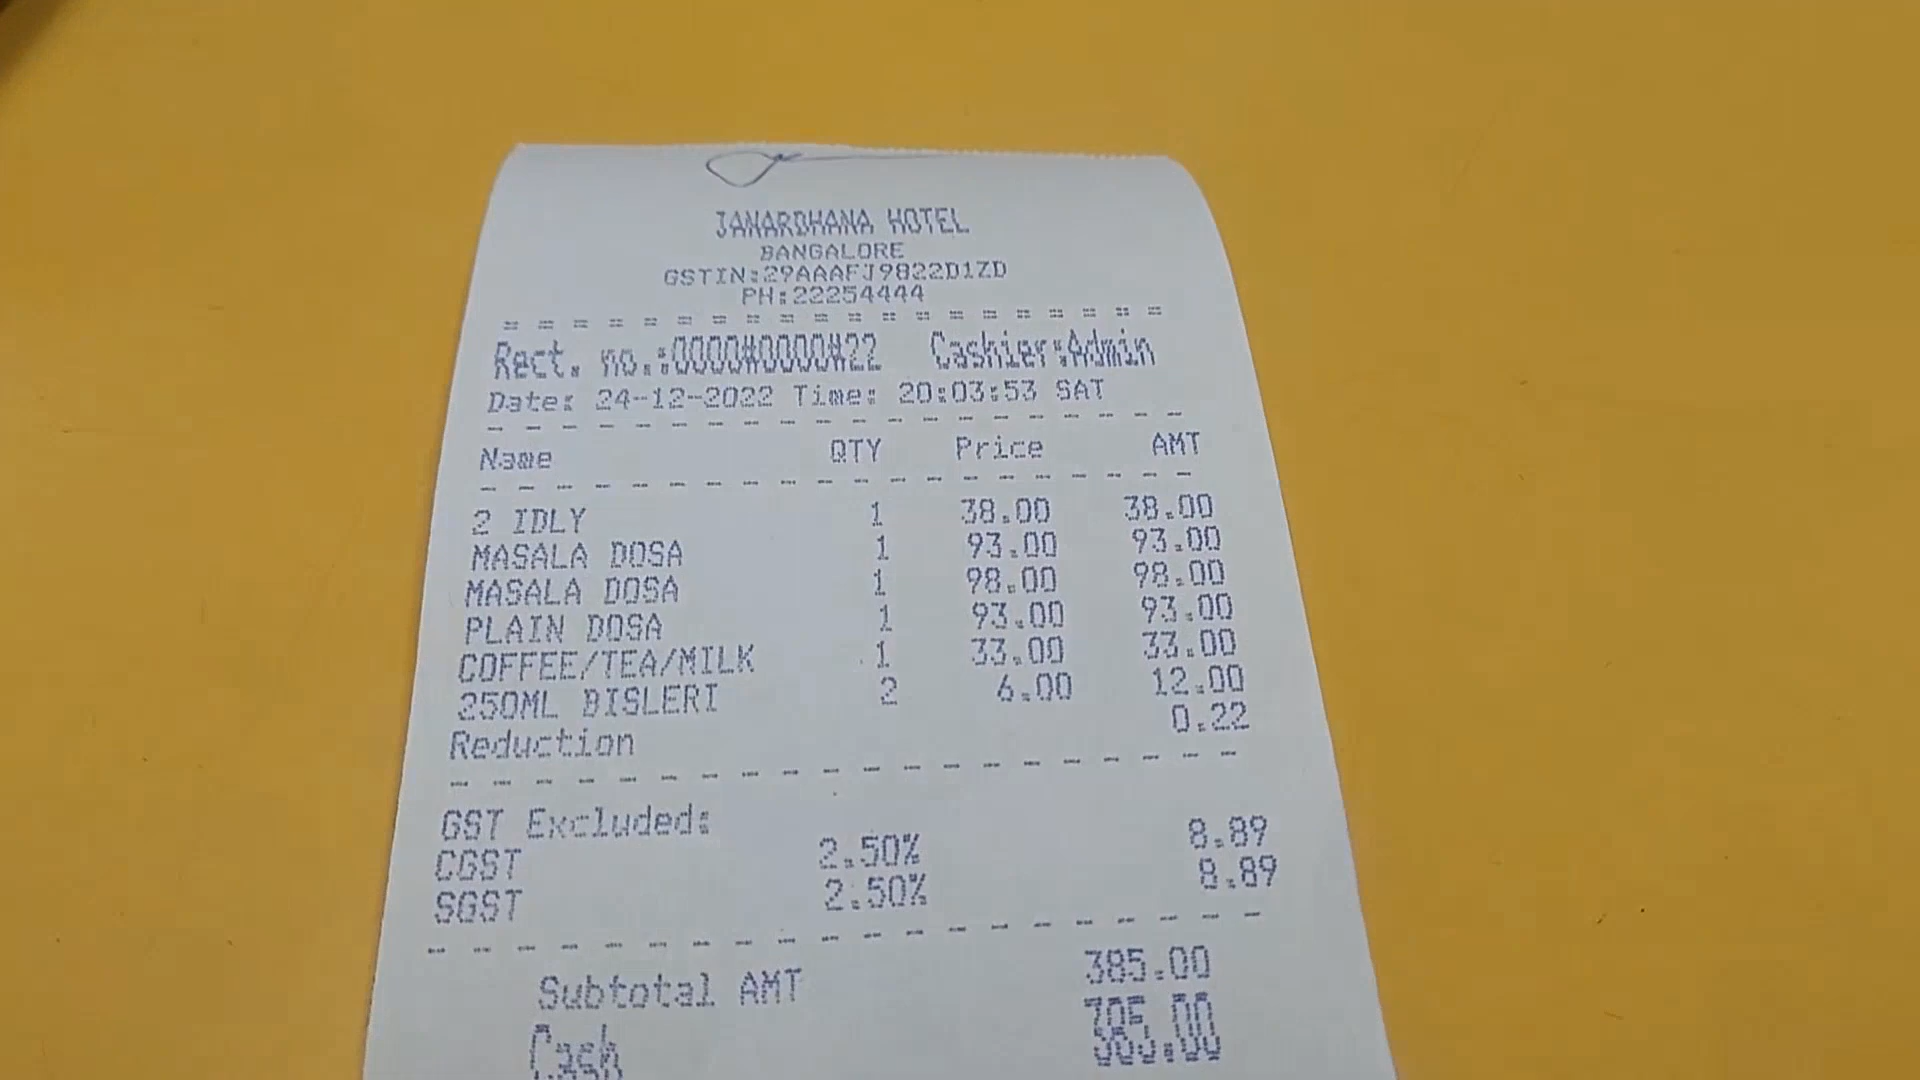 JANARDHANA HOTEL
BANGALORE
GSTIN:29AAAFJ9822D1ZD
PH:22254444
Rect. no.:0000#0000#22 Cashier:Admin
Date: 24-12-2022 Time: 20:03:53 SAT
Name QTY Price AMT
2 IDLY 1 38.00 38.00
MASALA DOSA 1 93.00 93.00
MASALA DOSA 1 98.00 98.00
PLAIN DOSA 1 93.00 93.00
COFFEE/TEA/MILK 1 33.00 33.00
250ML BISLERI 2 6.00 12.00
Reduction 0.22
GST Excluded:
CGST 2.50% 8.89
SGST 2.50% 8.89
Subtotal AMT 385.00
Cash 385.00